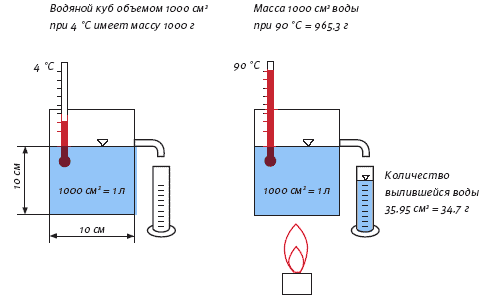 Водяной куб объемом 1000 см³
при 4 °С имеет массу 1000 г
Масса 1000 см³ воды
при 90 °С = 965,3 г
4 °С
90 °С
10 см
1000 см³ = 1 л
10 см
1000 см³ = 1 л
Количество
вылившейся воды
35,95 см³ = 34,7 г